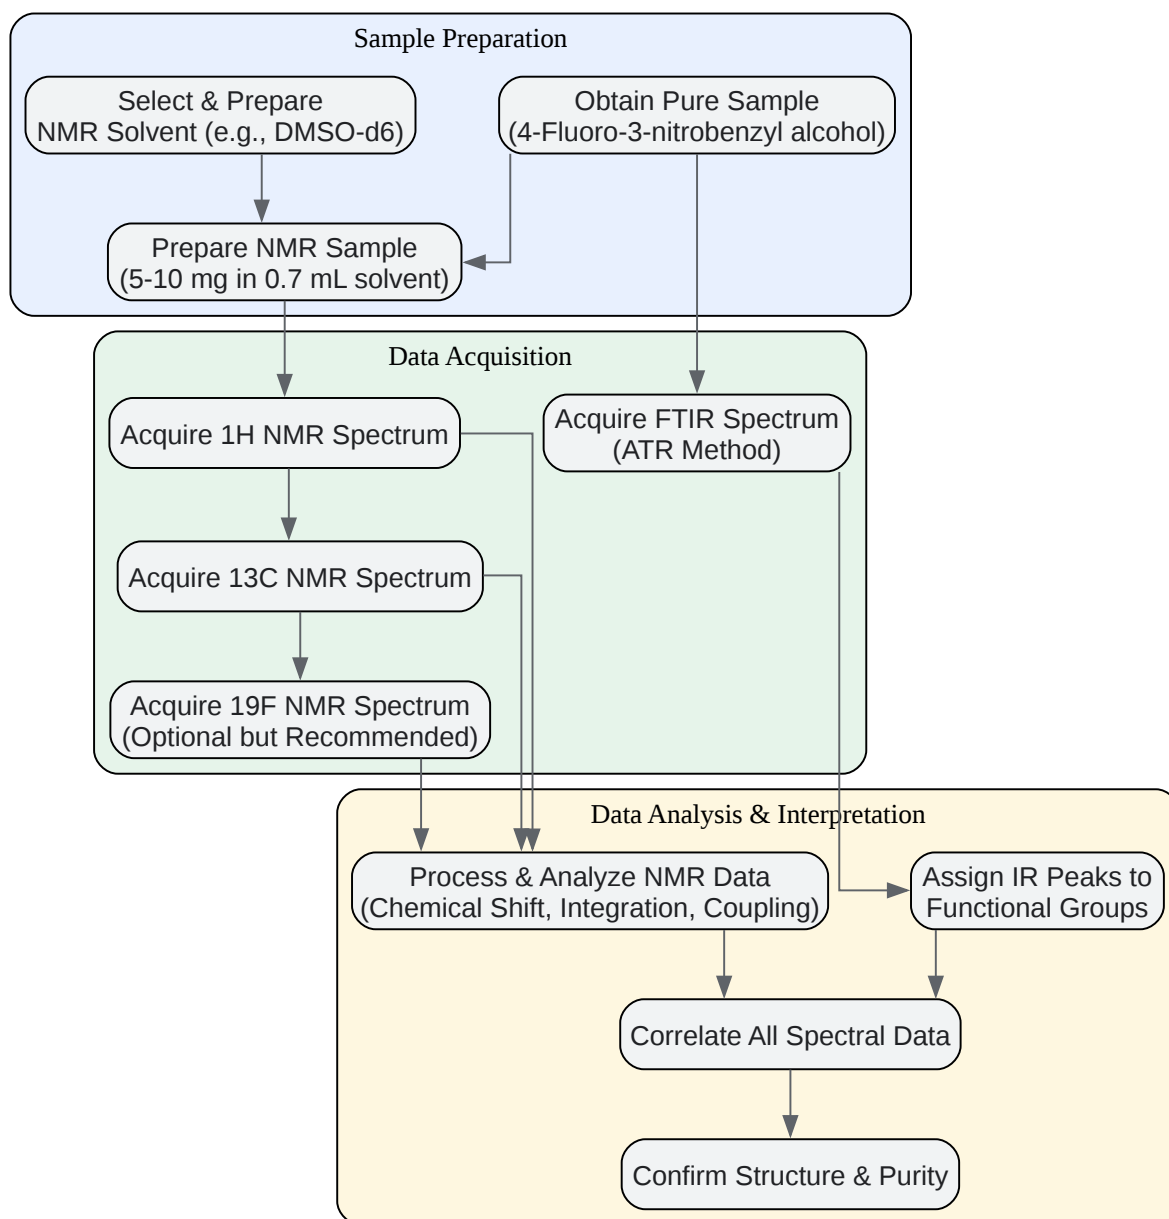 Sample Preparation
Select & Prepare
NMR Solvent (e.g., DMSO-d6)
Obtain Pure Sample
(4-Fluoro-3-nitrobenzyl alcohol)
Prepare NMR Sample
(5-10 mg in 0.7 mL solvent)
Data Acquisition
Acquire 1H NMR Spectrum
Acquire FTIR Spectrum
(ATR Method)
Acquire 13C NMR Spectrum
Acquire 19F NMR Spectrum
(Optional but Recommended)
Data Analysis & Interpretation
Process & Analyze NMR Data
(Chemical Shift, Integration, Coupling)
Assign IR Peaks to
Functional Groups
Correlate All Spectral Data
Confirm Structure & Purity